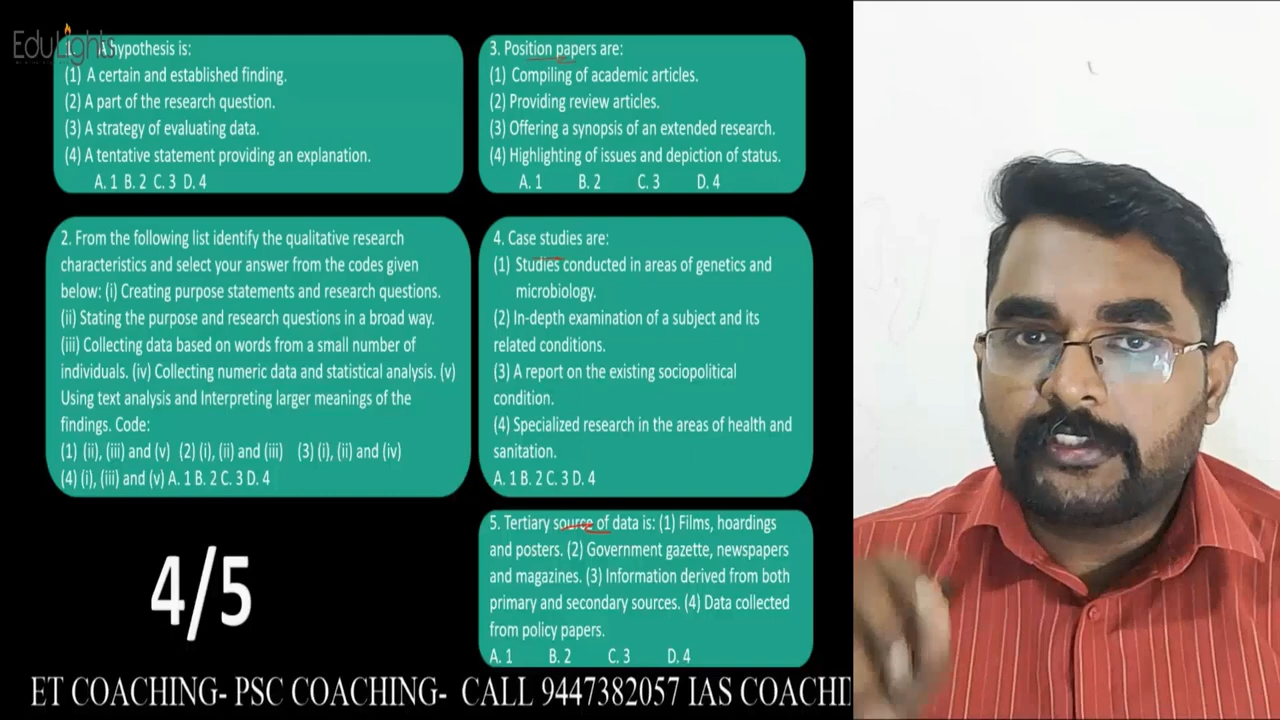 EduLights
1. A hypothesis is:
(1) A certain and established finding.
(2) A part of the research question.
(3) A strategy of evaluating data.
(4) A tentative statement providing an explanation.
A. 1 B. 2 C. 3 D. 4
2. From the following list identify the qualitative research
characteristics and select your answer from the codes given
below: (i) Creating purpose statements and research questions.
(ii) Stating the purpose and research questions in a broad way.
(iii) Collecting data based on words from a small number of
individuals. (iv) Collecting numeric data and statistical analysis. (v)
Using text analysis and Interpreting larger meanings of the
findings. Code:
(1) (ii), (iii) and (v) (2) (i), (ii) and (iii) (3) (i), (ii) and (iv)
(4) (i), (iii) and (v) A. 1 B. 2 C. 3 D. 4
3. Position papers are:
(1) Compiling of academic articles.
(2) Providing review articles.
(3) Offering a synopsis of an extended research.
(4) Highlighting of issues and depiction of status.
A. 1 B. 2 C. 3 D. 4
4. Case studies are:
(1) Studies conducted in areas of genetics and
microbiology.
(2) In-depth examination of a subject and its
related conditions.
(3) A report on the existing sociopolitical
condition.
(4) Specialized research in the areas of health and
sanitation.
A. 1 B. 2 C. 3 D. 4
5. Tertiary source of data is: (1) Films, hoardings
and posters. (2) Government gazette, newspapers
and magazines. (3) Information derived from both
primary and secondary sources. (4) Data collected
from policy papers.
A. 1 B. 2 C. 3 D. 4
4/5
ET COACHING- PSC COACHING- CALL 9447382057 IAS COACHI